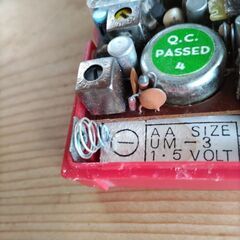 Q.C.
PASSED
4
AA SIZE
UM-3
1.5 VOLT